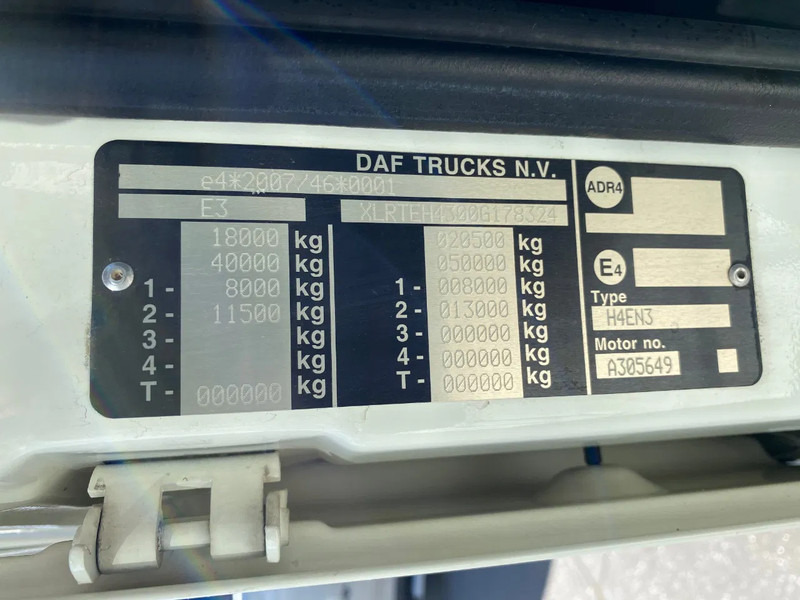 DAF TRUCKS N.V.
e4*2007/46*0001
E3 XLRTEH4300G178324
18000 kg
40000 kg
1 - 8000 kg
2 - 11500 kg
3 - kg
4 - kg
T - 000000 kg
020500 kg
050000 kg
1 - 008000 kg
2 - 013000 kg
3 - 000000 kg
4 - 000000 kg
T - 000000 kg
ADR4
E4
Type
H4EN3
Motor no.
A305649